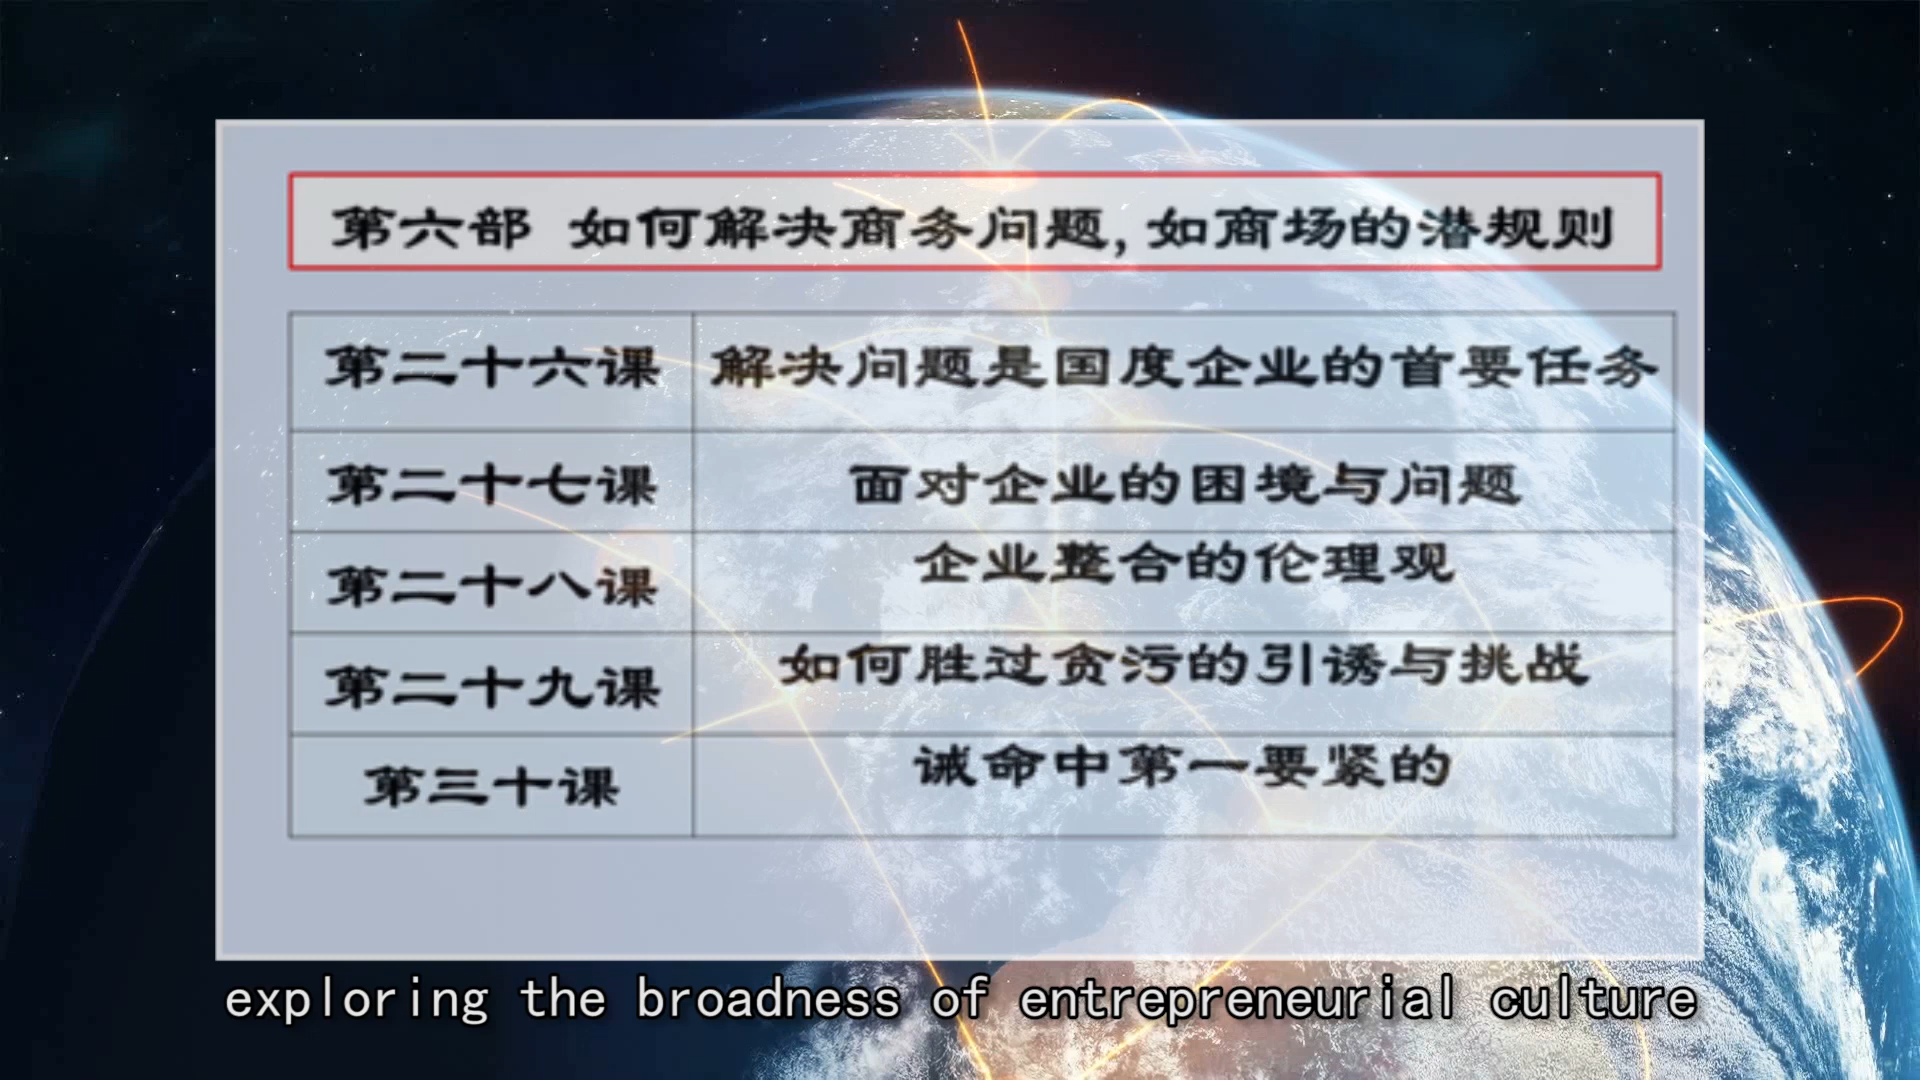 第六部 如何解决商务问题,如商场的潜规则
第二十六课 解决问题是国度企业的首要任务
第二十七课 面对企业的困境与问题
第二十八课 企业整合的伦理观
第二十九课 如何胜过贪污的引诱与挑战
第三十课 诫命中第一要紧的
exploring the broadness of entrepreneurial culture